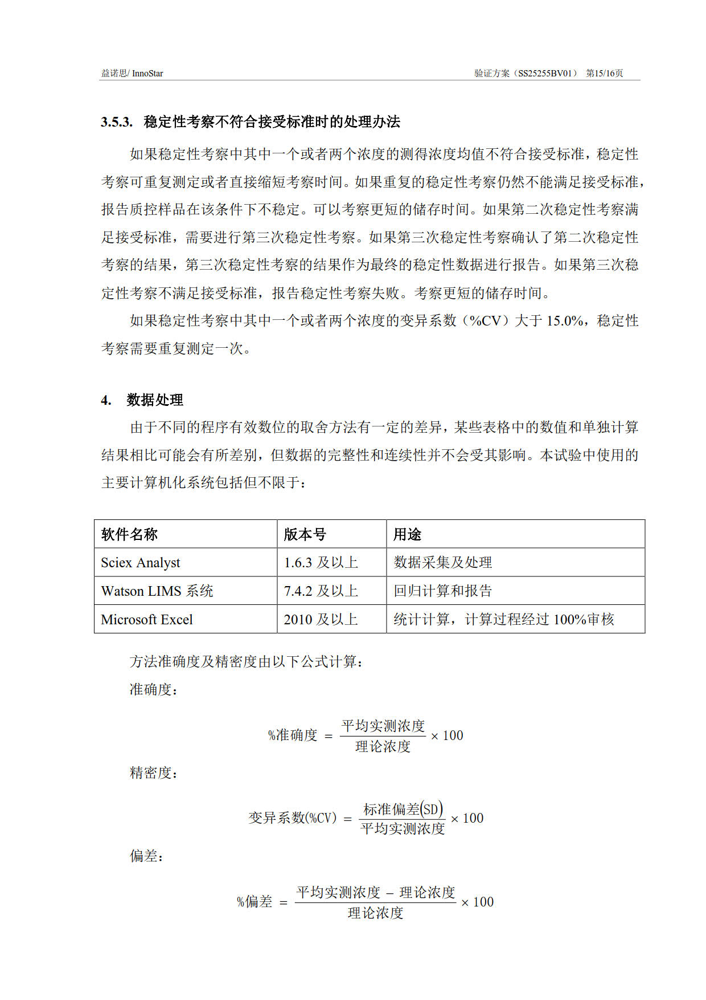 益诺思/ InnoStar 验证方案（SS25255BV01） 第15/16页
3.5.3. 稳定性考察不符合接受标准时的处理办法
如果稳定性考察中其中一个或者两个浓度的测得浓度均值不符合接受标准，稳定性
考察可重复测定或者直接缩短考察时间。如果重复的稳定性考察仍然不能满足接受标准，
报告质控样品在该条件下不稳定。可以考察更短的储存时间。如果第二次稳定性考察满
足接受标准，需要进行第三次稳定性考察。如果第三次稳定性考察确认了第二次稳定性
考察的结果，第三次稳定性考察的结果作为最终的稳定性数据进行报告。如果第三次稳
定性考察不满足接受标准，报告稳定性考察失败。考察更短的储存时间。
如果稳定性考察中其中一个或者两个浓度的变异系数（%CV）大于 15.0%，稳定性
考察需要重复测定一次。
4. 数据处理
由于不同的程序有效数位的取舍方法有一定的差异，某些表格中的数值和单独计算
结果相比可能会有所差别，但数据的完整性和连续性并不会受其影响。本试验中使用的
主要计算机化系统包括但不限于：
软件名称 版本号 用途
Sciex Analyst 1.6.3 及以上 数据采集及处理
Watson LIMS 系统 7.4.2 及以上 回归计算和报告
Microsoft Excel 2010 及以上 统计计算，计算过程经过 100%审核
方法准确度及精密度由以下公式计算：
准确度：
平均实测浓度
%准确度 = × 100
理论浓度
精密度：
标准偏差(SD)
变异系数(%CV) = × 100
平均实测浓度
偏差：
平均实测浓度 − 理论浓度
%偏差 = × 100
理论浓度